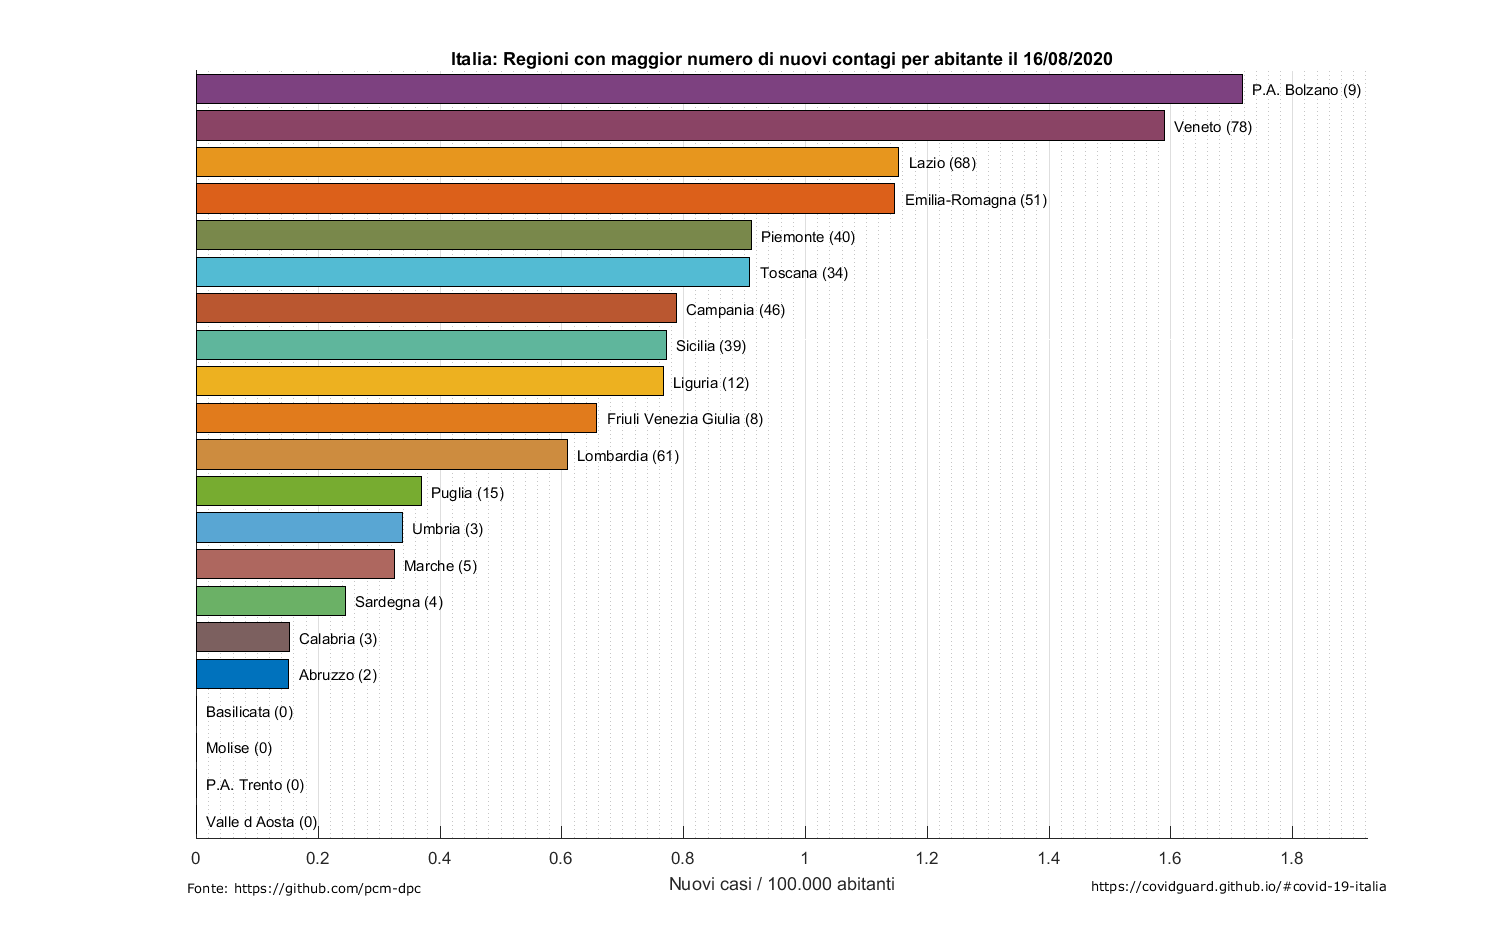 Italia: Regioni con maggior numero di nuovi contagi per abitante il 16/08/2020
P.A. Bolzano (9)
Veneto (78)
Lazio (68)
Emilia-Romagna (51)
Piemonte (40)
Toscana (34)
Campania (46)
Sicilia (39)
Liguria (12)
Friuli Venezia Giulia (8)
Lombardia (61)
Puglia (15)
Umbria (3)
Marche (5)
Sardegna (4)
Calabria (3)
Abruzzo (2)
Basilicata (0)
Molise (0)
P.A. Trento (0)
Valle d Aosta (0)
0 0.2 0.4 0.6 0.8 1 1.2 1.4 1.6 1.8
Nuovi casi / 100.000 abitanti
Fonte: https://github.com/pcm-dpc
https://covidguard.github.io/#covid-19-italia